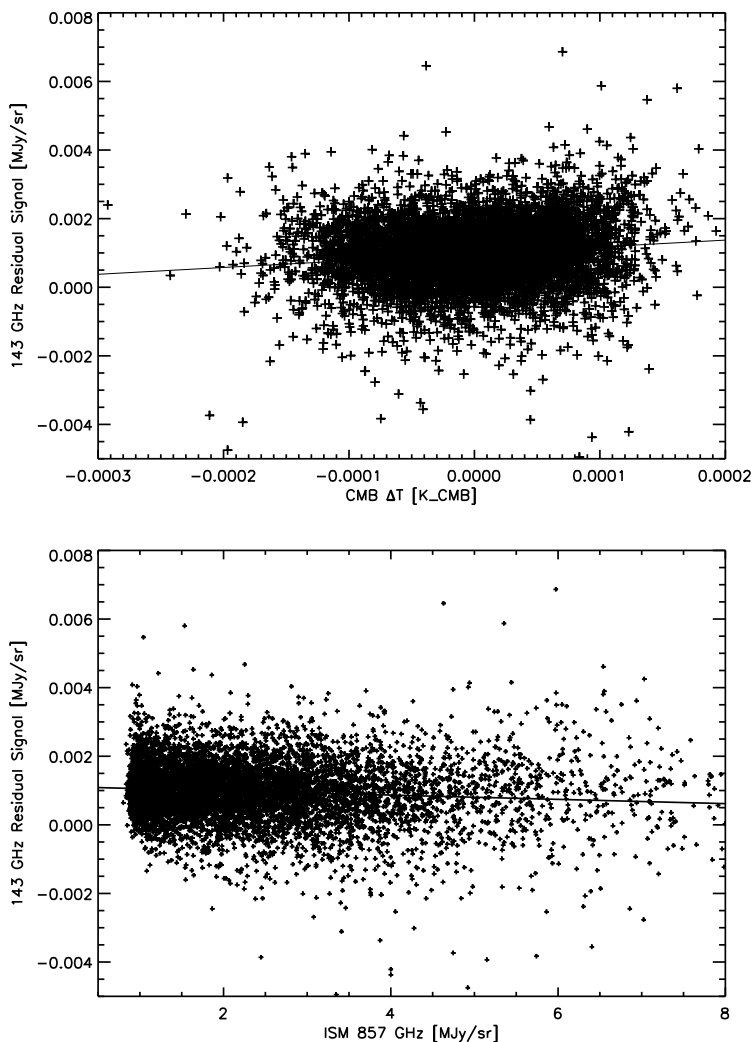 0.008
0.006
0.004
0.002
0.000
−0.002
−0.004
143 GHz Residual Signal [MJy/sr]
−0.0003 −0.0002 −0.0001 0.0000 0.0001 0.0002
CMB ΔT [K_CMB]
0.008
0.006
0.004
0.002
0.000
−0.002
−0.004
143 GHz Residual Signal [MJy/sr]
2 4 6 8
ISM 857 GHz [MJy/sr]